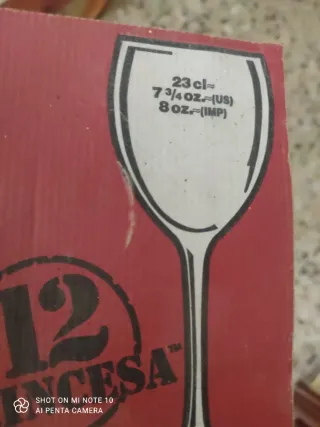 23 cl=
7 3/4 oz.=(US)
8 oz.=(IMP)
12
INCESA™
SHOT ON MI NOTE 10
AI PENTA CAMERA